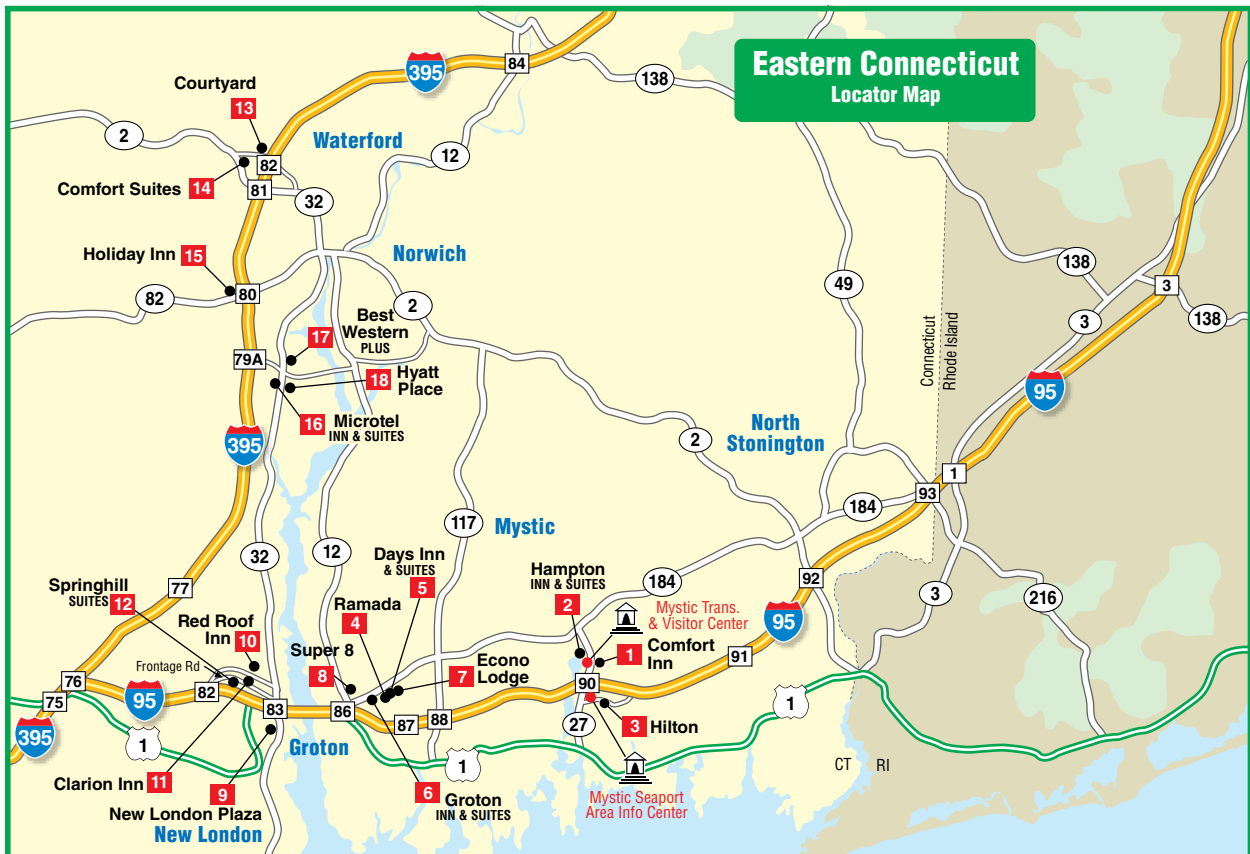 Eastern Connecticut
Locator Map
395
84
138
Courtyard
13
2
Waterford
12
82
Comfort Suites 14
81
32
Holiday Inn 15
Norwich
138
82
80
2
49
3
3
138
Best
Western
PLUS
17
79A
18 Hyatt
Place
Connecticut
Rhode Island
95
16 Microtel
INN & SUITES
395
2
North
Stonington
1
93
184
117
Mystic
32
12
Days Inn
& SUITES
5
Hampton
INN & SUITES
2
184
92
77
Springhill
SUITES 12
Ramada
4
Mystic Trans.
& Visitor Center
3
216
Red Roof
Inn 10
Super 8
8
Econo
Lodge
7
1 Comfort
Inn
95
91
Frontage Rd
76
75
95
82
83
86
87
88
90
1
27
3 Hilton
395
1
Groton
1
CT
RI
Clarion Inn 11
9
New London Plaza
New London
6 Groton
INN & SUITES
Mystic Seaport
Area Info Center